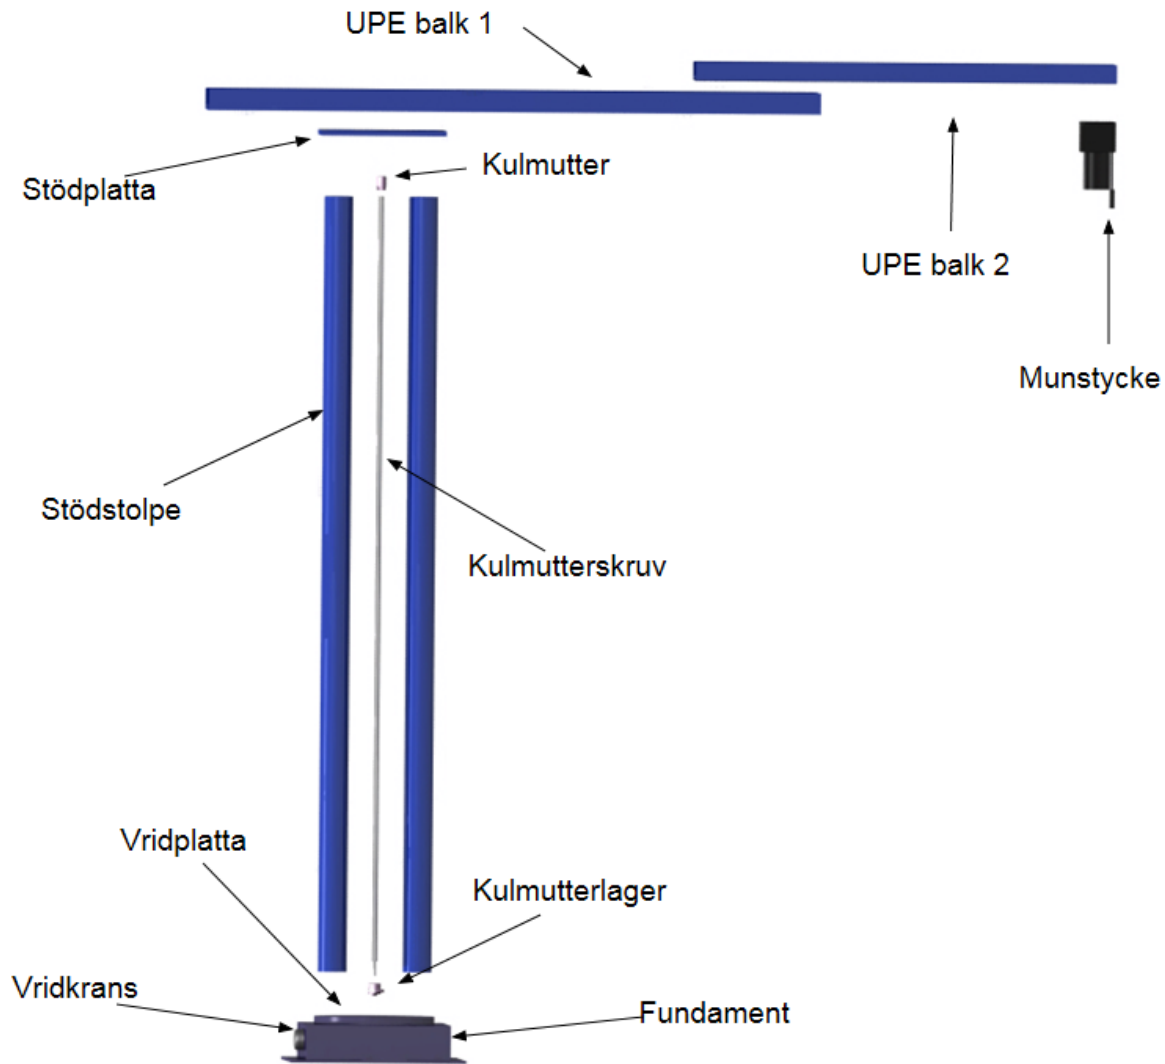 UPE balk 1
Kulmutter
Stödplatta
UPE balk 2
Munstycke
Stödstolpe
Kulmutterskruv
Vridplatta
Kulmutterlager
Vridkrans
Fundament